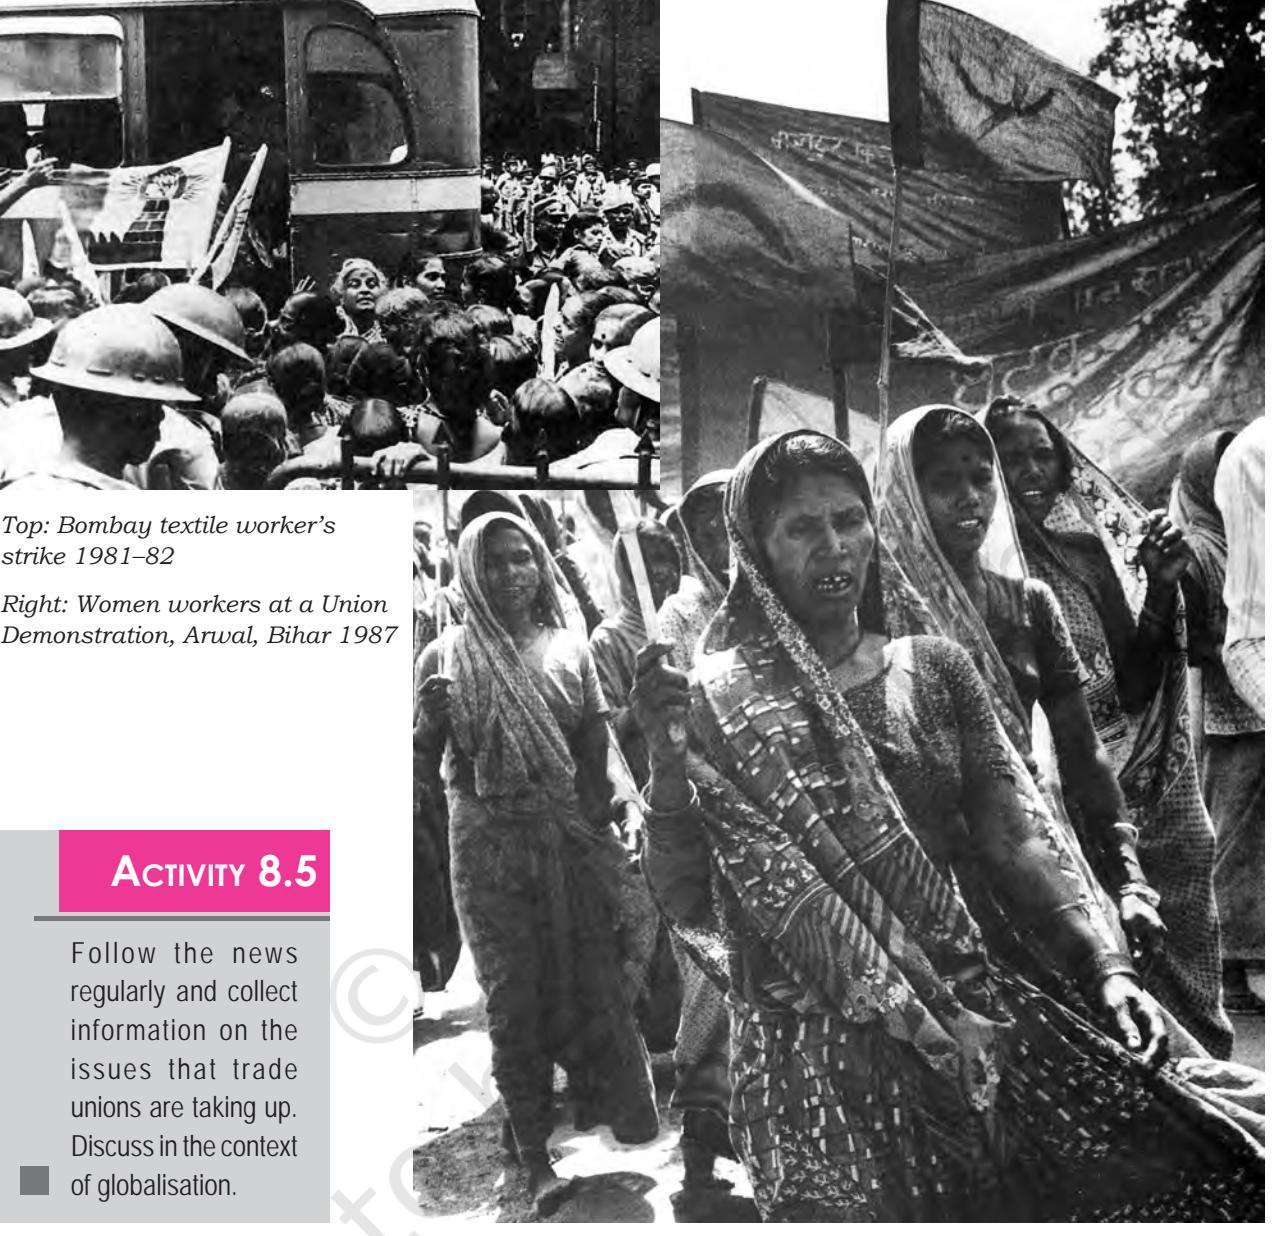 Top: Bombay textile worker's
strike 1981–82
Right: Women workers at a Union
Demonstration, Arwal, Bihar 1987
ACTIVITY 8.5
Follow the news
regularly and collect
information on the
issues that trade
unions are taking up.
Discuss in the context
of globalisation.
©